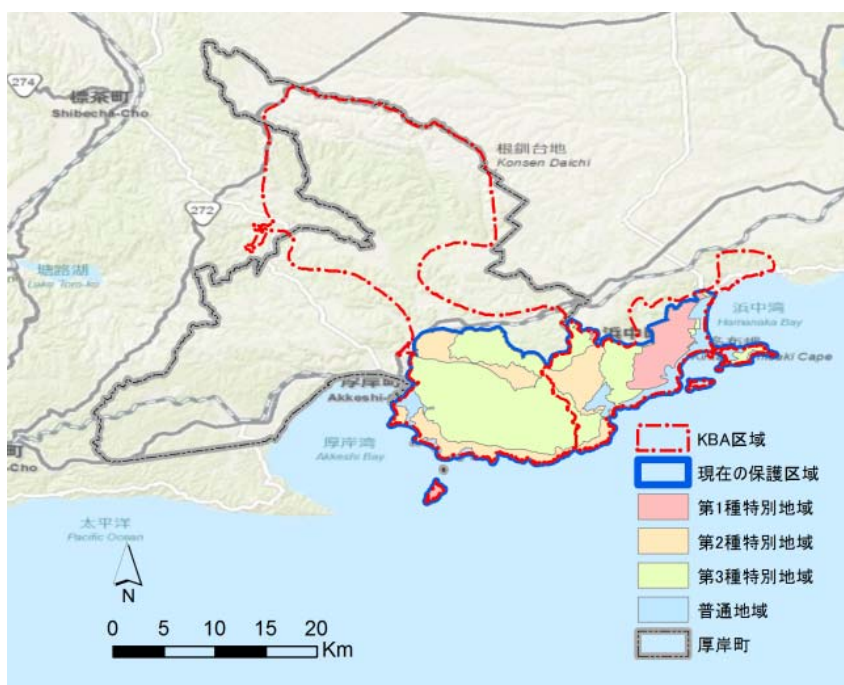 274
標茶町
Shibecha-Cho
根釧台地
Konsen Daichi
272
塘路湖
Lake Toro-ko
浜中湾
Hamanaka Bay
浜中
Cape
厚岸町
Akkeshi-
厚岸湾
Akkeshi Bay
町
-Cho
太平洋
Pacific Ocean
N
0 5 10 15 20
Km
KBA区域
現在の保護区域
第1種特別地域
第2種特別地域
第3種特別地域
普通地域
厚岸町